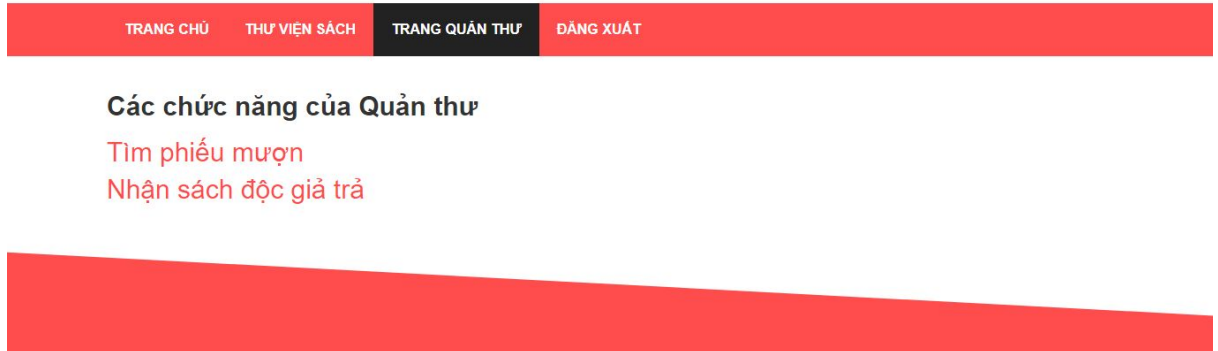 TRANG CHỦ THƯ VIỆN SÁCH TRANG QUẢN THƯ ĐĂNG XUẤT
Các chức năng của Quản thư
Tìm phiếu mượn
Nhận sách độc giả trả